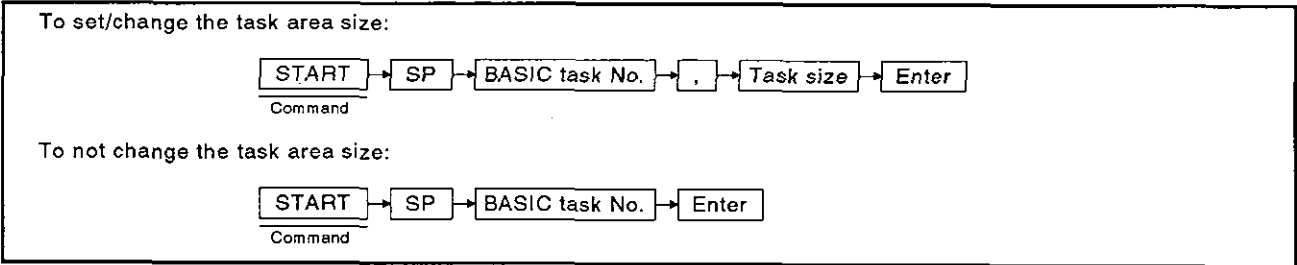 To set/change the task area size:
START SP BASIC task No. , Task size Enter
Command
To not change the task area size:
START SP BASIC task No. Enter
Command